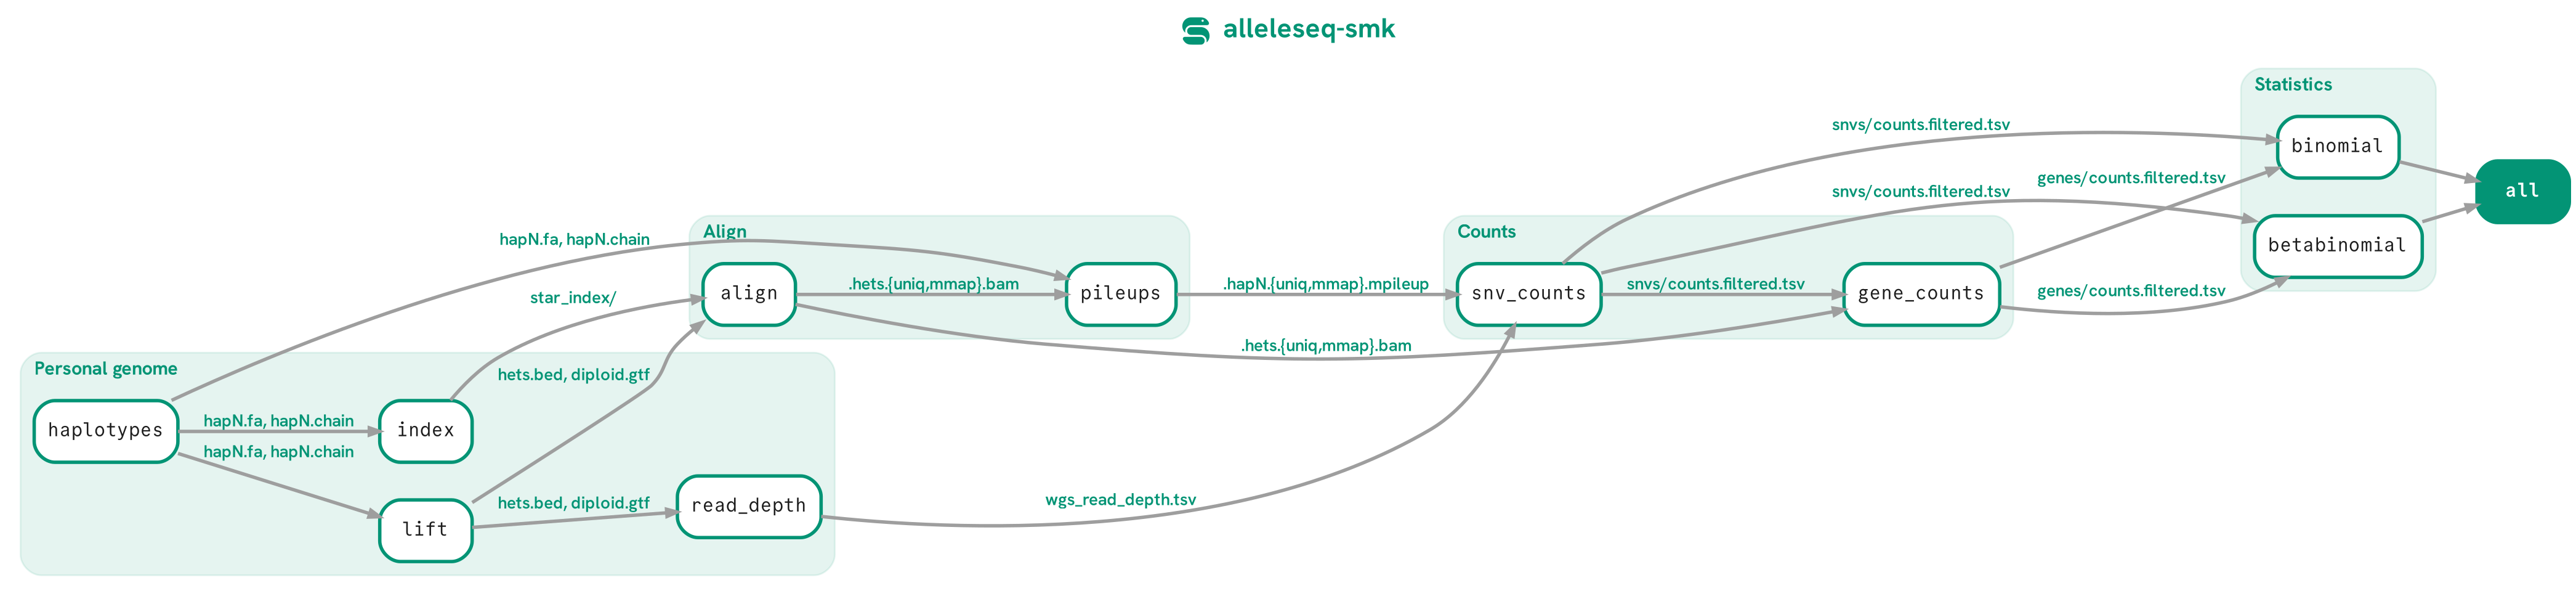 alleleseq-smk
Statistics
snvs/counts.filtered.tsv
binomial
snvs/counts.filtered.tsv
genes/counts.filtered.tsv
all
Align
Counts
hapN.fa, hapN.chain
betabinomial
star_index/
align
.hets.{uniq,mmap}.bam
pileups
.hapN.{uniq,mmap}.mpileup
snv_counts
snvs/counts.filtered.tsv
gene_counts
genes/counts.filtered.tsv
.hets.{uniq,mmap}.bam
Personal genome
hets.bed, diploid.gtf
haplotypes
hapN.fa, hapN.chain
index
hapN.fa, hapN.chain
lift
hets.bed, diploid.gtf
read_depth
wgs_read_depth.tsv